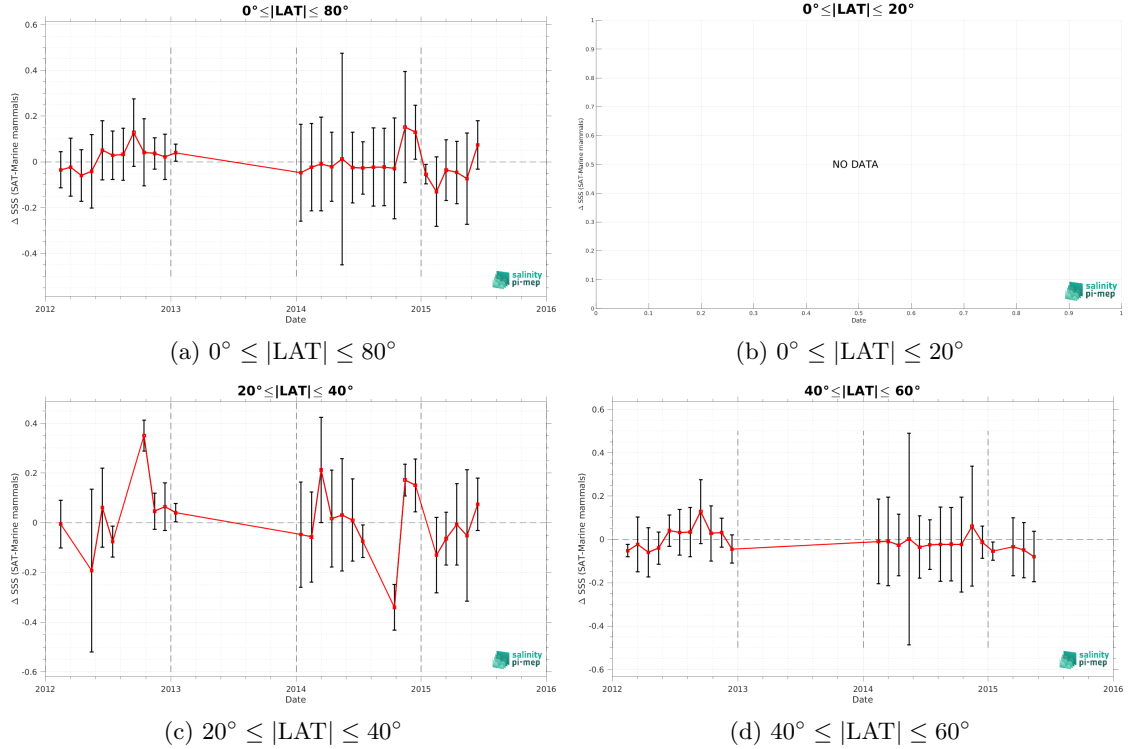 0°≤|LAT|≤ 80°
Δ SSS (SAT-Marine mammals)
0.6
0.4
0.2
0
-0.2
-0.4
2012
2013
2014
2015
2016
Date
salinity
pi-mep
(a) 0° ≤ |LAT| ≤ 80°
0°≤|LAT|≤ 20°
Δ SSS (SAT-Marine mammals)
1
0.9
0.8
0.7
0.6
0.5
0.4
0.3
0.2
0.1
0
NO DATA
0
0.1
0.2
0.3
0.4
0.5
0.6
0.7
0.8
0.9
1
Date
salinity
pi-mep
(b) 0° ≤ |LAT| ≤ 20°
20°≤|LAT|≤ 40°
Δ SSS (SAT-Marine mammals)
0.4
0.2
0
-0.2
-0.4
-0.6
2012
2013
2014
2015
2016
Date
salinity
pi-mep
(c) 20° ≤ |LAT| ≤ 40°
40°≤|LAT|≤ 60°
Δ SSS (SAT-Marine mammals)
0.6
0.4
0.2
0
-0.2
-0.4
-0.6
2012
2013
2014
2015
2016
Date
salinity
pi-mep
(d) 40° ≤ |LAT| ≤ 60°